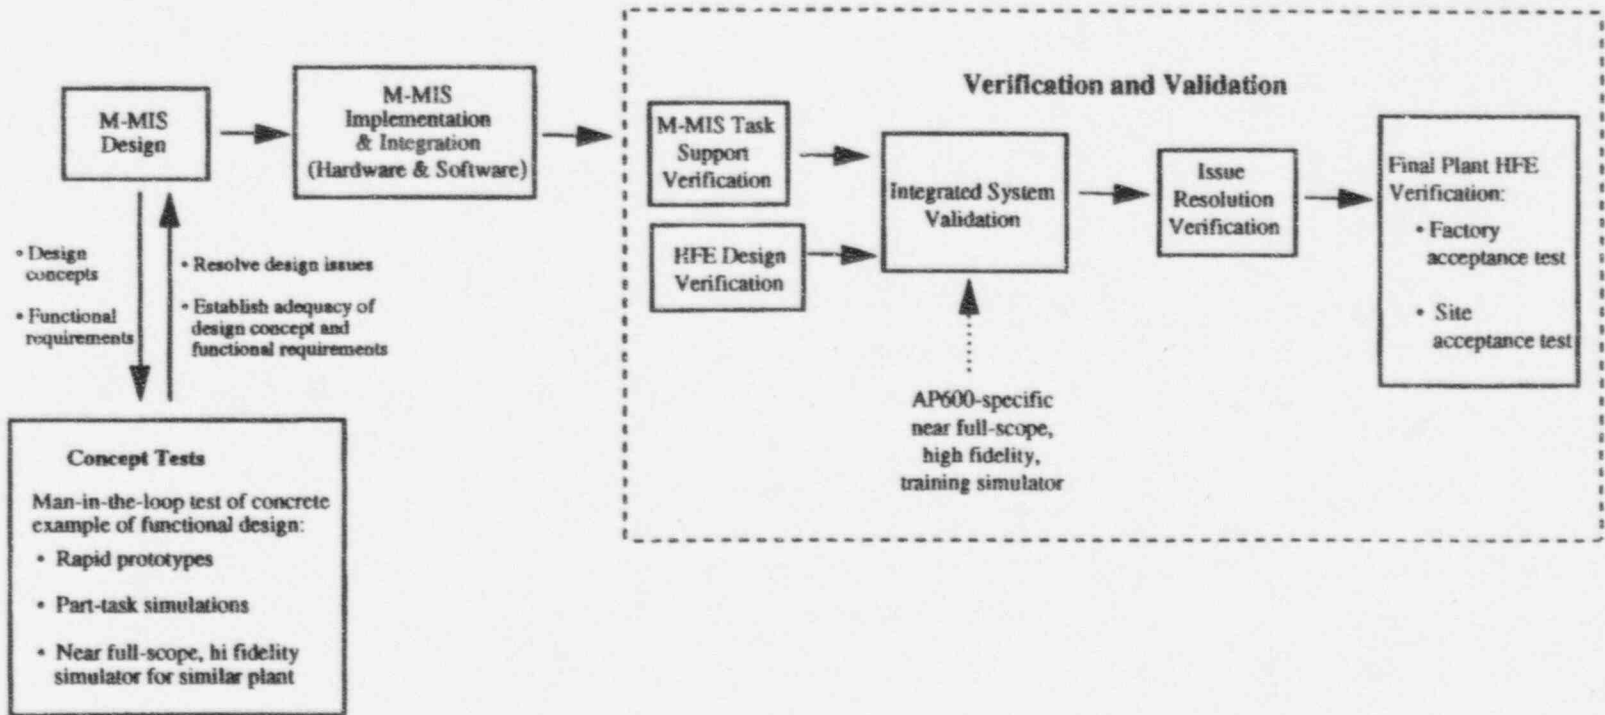 M-MIS
Design
M-MIS
Implementation
& Integration
(Hardware & Software)
• Design
concepts
• Functional
requirements
• Resolve design issues
• Establish adequacy of
design concept and
functional requirements
Concept Tests
Man-in-the-loop test of concrete
example of functional design:
• Rapid prototypes
• Part-task simulations
• Near full-scope, hi fidelity
simulator for similar plant
Verification and Validation
M-MIS Task
Support
Verification
HFE Design
Verification
Integrated System
Validation
AP600-specific
near full-scope,
high fidelity,
training simulator
Issue
Resolution
Verification
Final Plant HFE
Verification:
• Factory
acceptance test
• Site
acceptance test